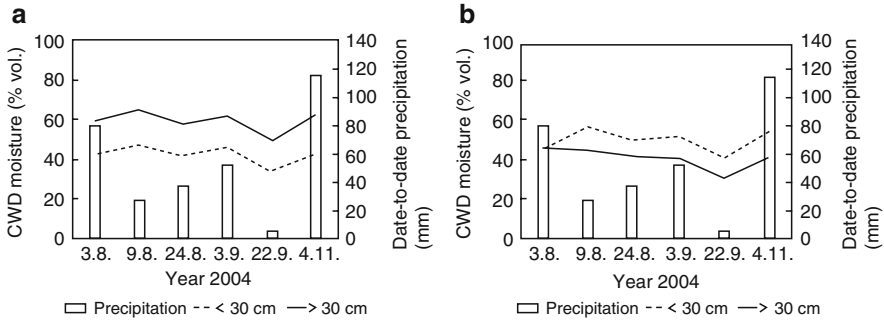 a
CWD moisture (% vol.)
100
80
60
40
20
0
140
120
100
80
60
40
20
0
Date-to-date precipitation
(mm)
3.8. 9.8. 24.8. 3.9. 22.9. 4.11.
Year 2004
Precipitation < 30 cm > 30 cm
b
CWD moisture (% vol.)
100
80
60
40
20
0
140
120
100
80
60
40
20
0
Date-to-date precipitation
(mm)
3.8. 9.8. 24.8. 3.9. 22.9. 4.11.
Year 2004
Precipitation < 30 cm > 30 cm